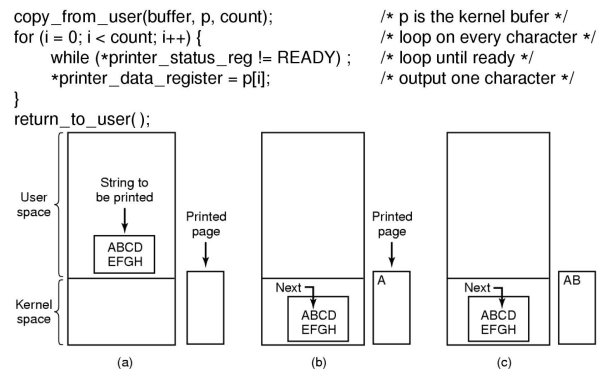 copy_from_user(buffer, p, count); /* p is the kernel bufer */
for (i = 0; i < count; i++) { /* loop on every character */
while (*printer_status_reg != READY) ; /* loop until ready */
*printer_data_register = p[i]; /* output one character */
}
return_to_user( );
User space
String to be printed
ABCD
EFGH
Printed page
Printed page
Kernel space
Next
ABCD
EFGH
A
Next
ABCD
EFGH
AB
(a)
(b)
(c)